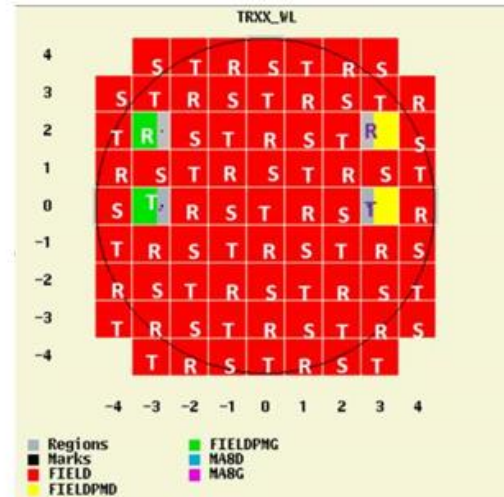 TRXX_WL
4 S T R S T R S
3 S T R S T R S T R
2 T R S T R S T R S
1 R S T R S T R S T
0 S T R S T R S T R
-1 T R S T R S T R S
-2 R S T R S T R S T
-3 T R S T R S T R S
-4 T R S T R S T
-4 -3 -2 -1 0 1 2 3 4
Regions FIELDPMG
Marks MA8D
FIELD MA8G
FIELDPMD